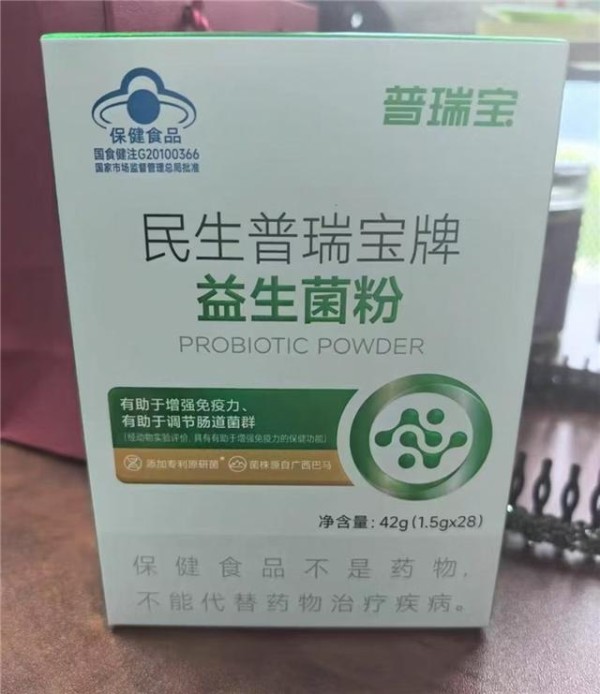 保健食品
国食健注G20100366
国家市场监督管理总局批准
普瑞宝
民生普瑞宝牌
益生菌粉
PROBIOTIC POWDER
有助于增强免疫力、
有助于调节肠道菌群
(经动物实验评价,具有有助于增强免疫力的保健功能)
添加专利原研菌* 菌株源自广西巴马
净含量:42g(1.5gx28)
保健食品不是药物,
不能代替药物治疗疾病。